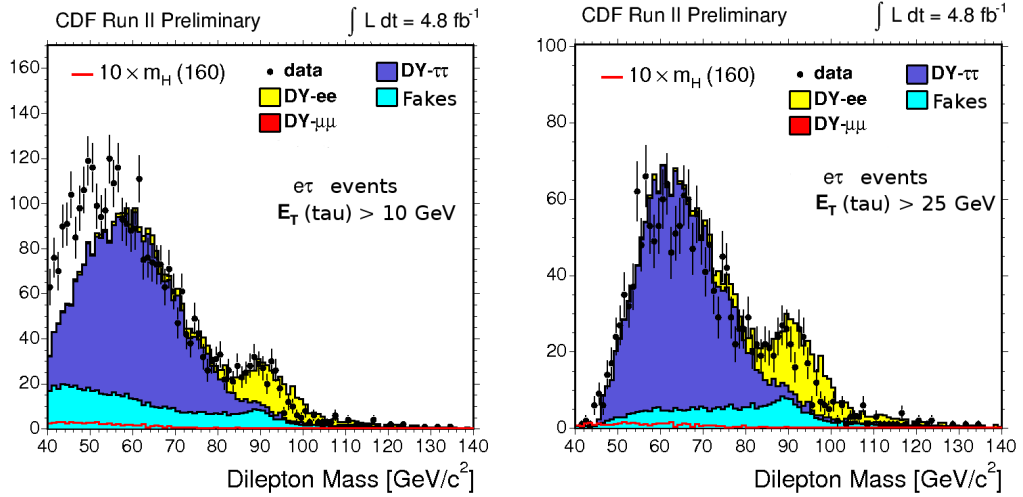 CDF Run II Preliminary ∫ L dt = 4.8 fb⁻¹
160
140
120
100
80
60
40
20
0
10 × m_H (160)
data
DY-ee
DY-μμ
DY-ττ
Fakes
eτ events
E_T (tau) > 10 GeV
40 50 60 70 80 90 100 110 120 130 140
Dilepton Mass [GeV/c²]
CDF Run II Preliminary ∫ L dt = 4.8 fb⁻¹
100
80
60
40
20
0
10 × m_H (160)
data
DY-ee
DY-μμ
DY-ττ
Fakes
eτ events
E_T (tau) > 25 GeV
40 50 60 70 80 90 100 110 120 130 140
Dilepton Mass [GeV/c²]